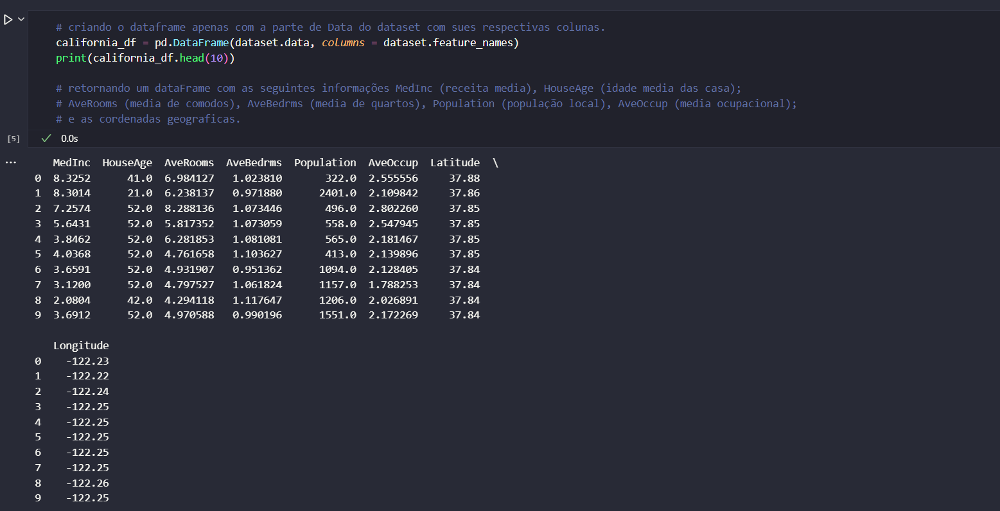 # criando o dataframe apenas com a parte de Data do dataset com sues respectivas colunas.
california_df = pd.DataFrame(dataset.data, columns = dataset.feature_names)
print(california_df.head(10))
# retornando um dataFrame com as seguintes informações MedInc (receita media), HouseAge (idade media das casa);
# AveRooms (media de comodos), AveBedrms (media de quartos), Population (população local), AveOccup (media ocupacional);
# e as cordenadas geograficas.
[5] ✓ 0.0s
... MedInc HouseAge AveRooms AveBedrms Population AveOccup Latitude \
0 8.3252 41.0 6.984127 1.023810 322.0 2.555556 37.88
1 8.3014 21.0 6.238137 0.971880 2401.0 2.109842 37.86
2 7.2574 52.0 8.288136 1.073446 496.0 2.802260 37.85
3 5.6431 52.0 5.817352 1.073059 558.0 2.547945 37.85
4 3.8462 52.0 6.281853 1.081081 565.0 2.181467 37.85
5 4.0368 52.0 4.761658 1.103627 413.0 2.139896 37.85
6 3.6591 52.0 4.931907 0.951362 1094.0 2.128405 37.84
7 3.1200 52.0 4.797527 1.061824 1157.0 1.788253 37.84
8 2.0804 42.0 4.294118 1.117647 1206.0 2.026891 37.84
9 3.6912 52.0 4.970588 0.990196 1551.0 2.172269 37.84
Longitude
0 -122.23
1 -122.22
2 -122.24
3 -122.25
4 -122.25
5 -122.25
6 -122.25
7 -122.25
8 -122.26
9 -122.25